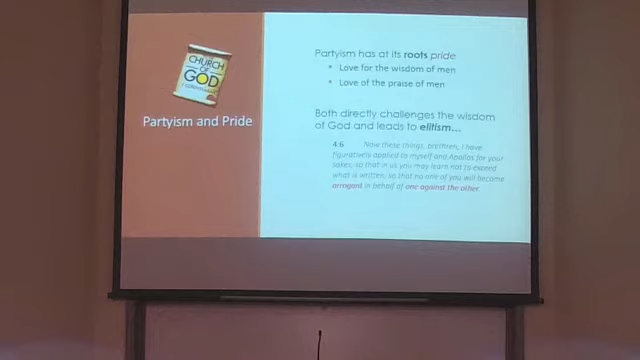 CHURCH
OF
GOD
1 CORINTHIANS
Partyism and Pride
Partyism has at its roots pride
• Love for the wisdom of men
• Love of the praise of men
Both directly challenges the wisdom
of God and leads to elitism...
4:6 Now these things, brethren, I have
figuratively applied to myself and Apollos for your
sakes, so that in us you may learn not to exceed
what is written, so that no one of you will become
arrogant in behalf of one against the other